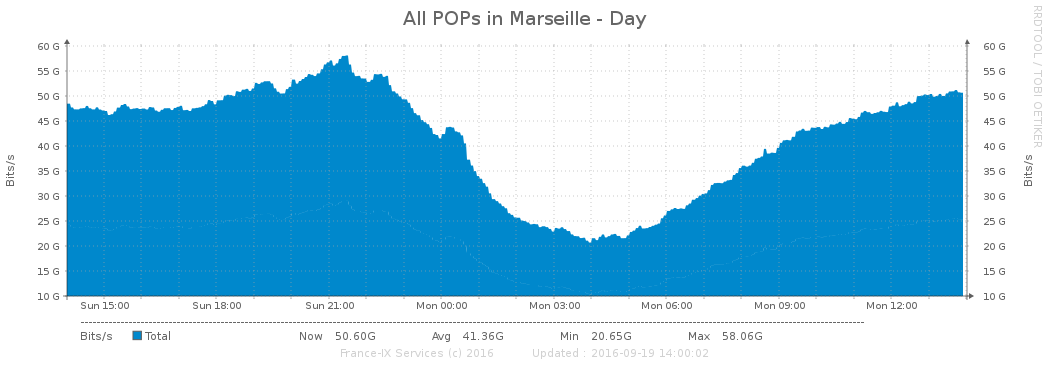 All POPs in Marseille - Day
RRDTOOL / TOBI OETIKER
60 G 60 G
55 G 55 G
50 G 50 G
45 G 45 G
40 G 40 G
35 G 35 G
30 G 30 G
25 G 25 G
20 G 20 G
15 G 15 G
10 G 10 G
Bits/s
Bits/s
Sun 15:00 Sun 18:00 Sun 21:00 Mon 00:00 Mon 03:00 Mon 06:00 Mon 09:00 Mon 12:00
Bits/s Total Now 50.60G Avg 41.36G Min 20.65G Max 58.06G
France-IX Services (c) 2016 Updated : 2016-09-19 14:00:02